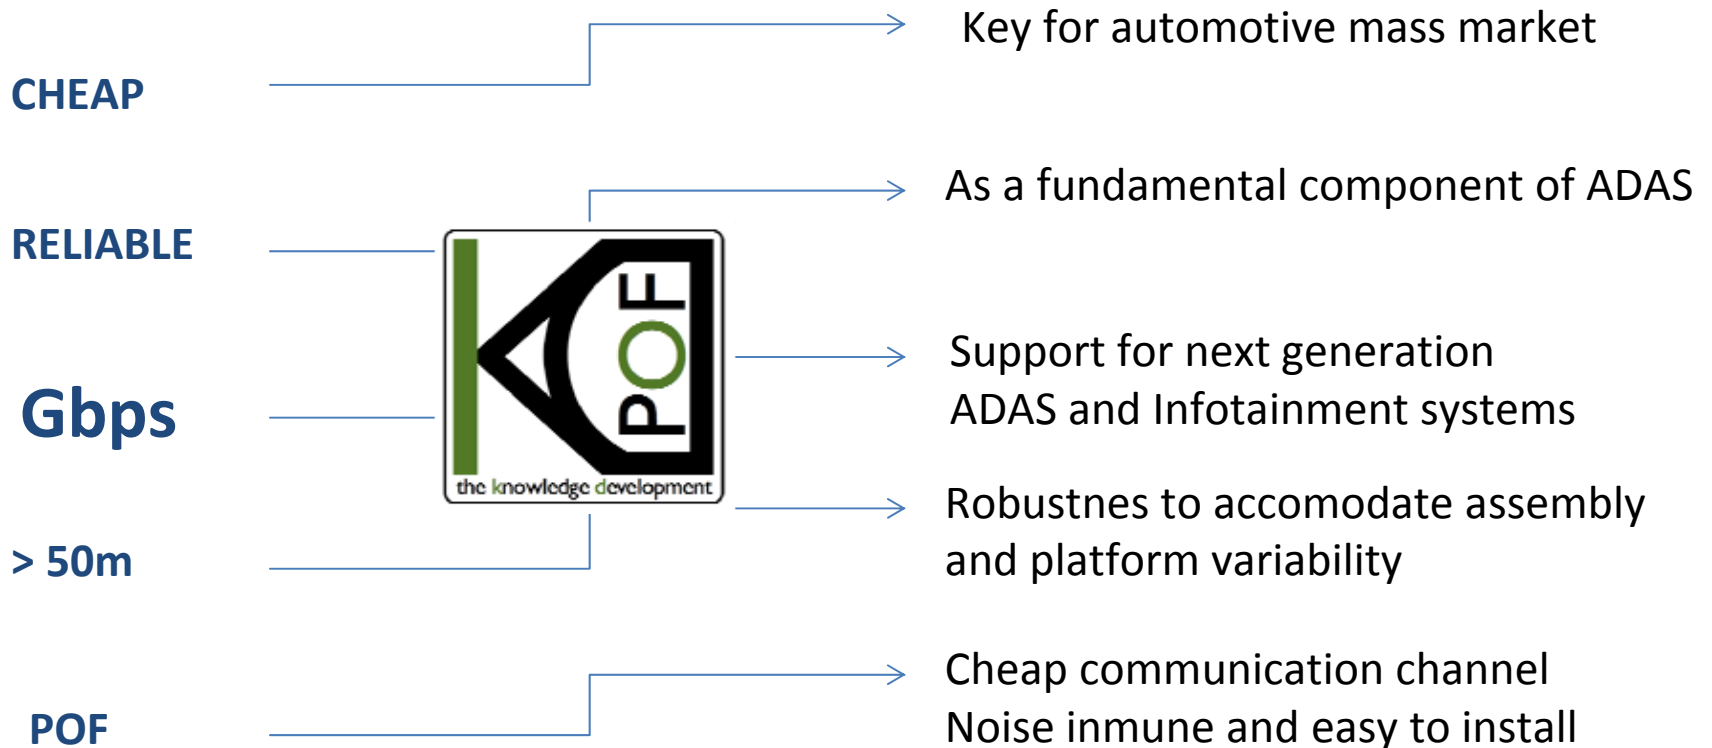 CHEAP
Key for automotive mass market
RELIABLE
As a fundamental component of ADAS
Gbps
Support for next generation
ADAS and Infotainment systems
> 50m
Robustnes to accomodate assembly
and platform variability
POF
Cheap communication channel
Noise inmune and easy to install
KD
POF
the knowledge development